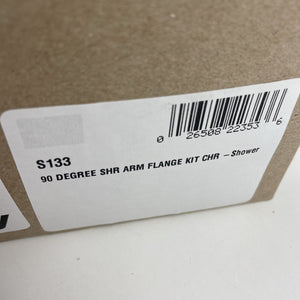 0 26508 22353 6
S133
90 DEGREE SHR ARM FLANGE KIT CHR – Shower